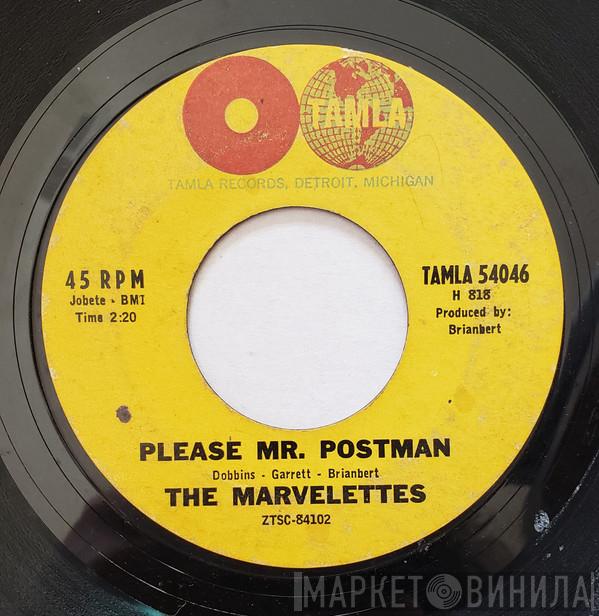 TAMLA
TAMLA RECORDS, DETROIT, MICHIGAN
45 RPM
Jobete - BMI
Time 2:20
TAMLA 54046
H 818
Produced by:
Brianbert
PLEASE MR. POSTMAN
Dobbins - Garrett - Brianbert
THE MARVELETTES
ZTSC-84102
МАРКЕТ ВИНИЛА